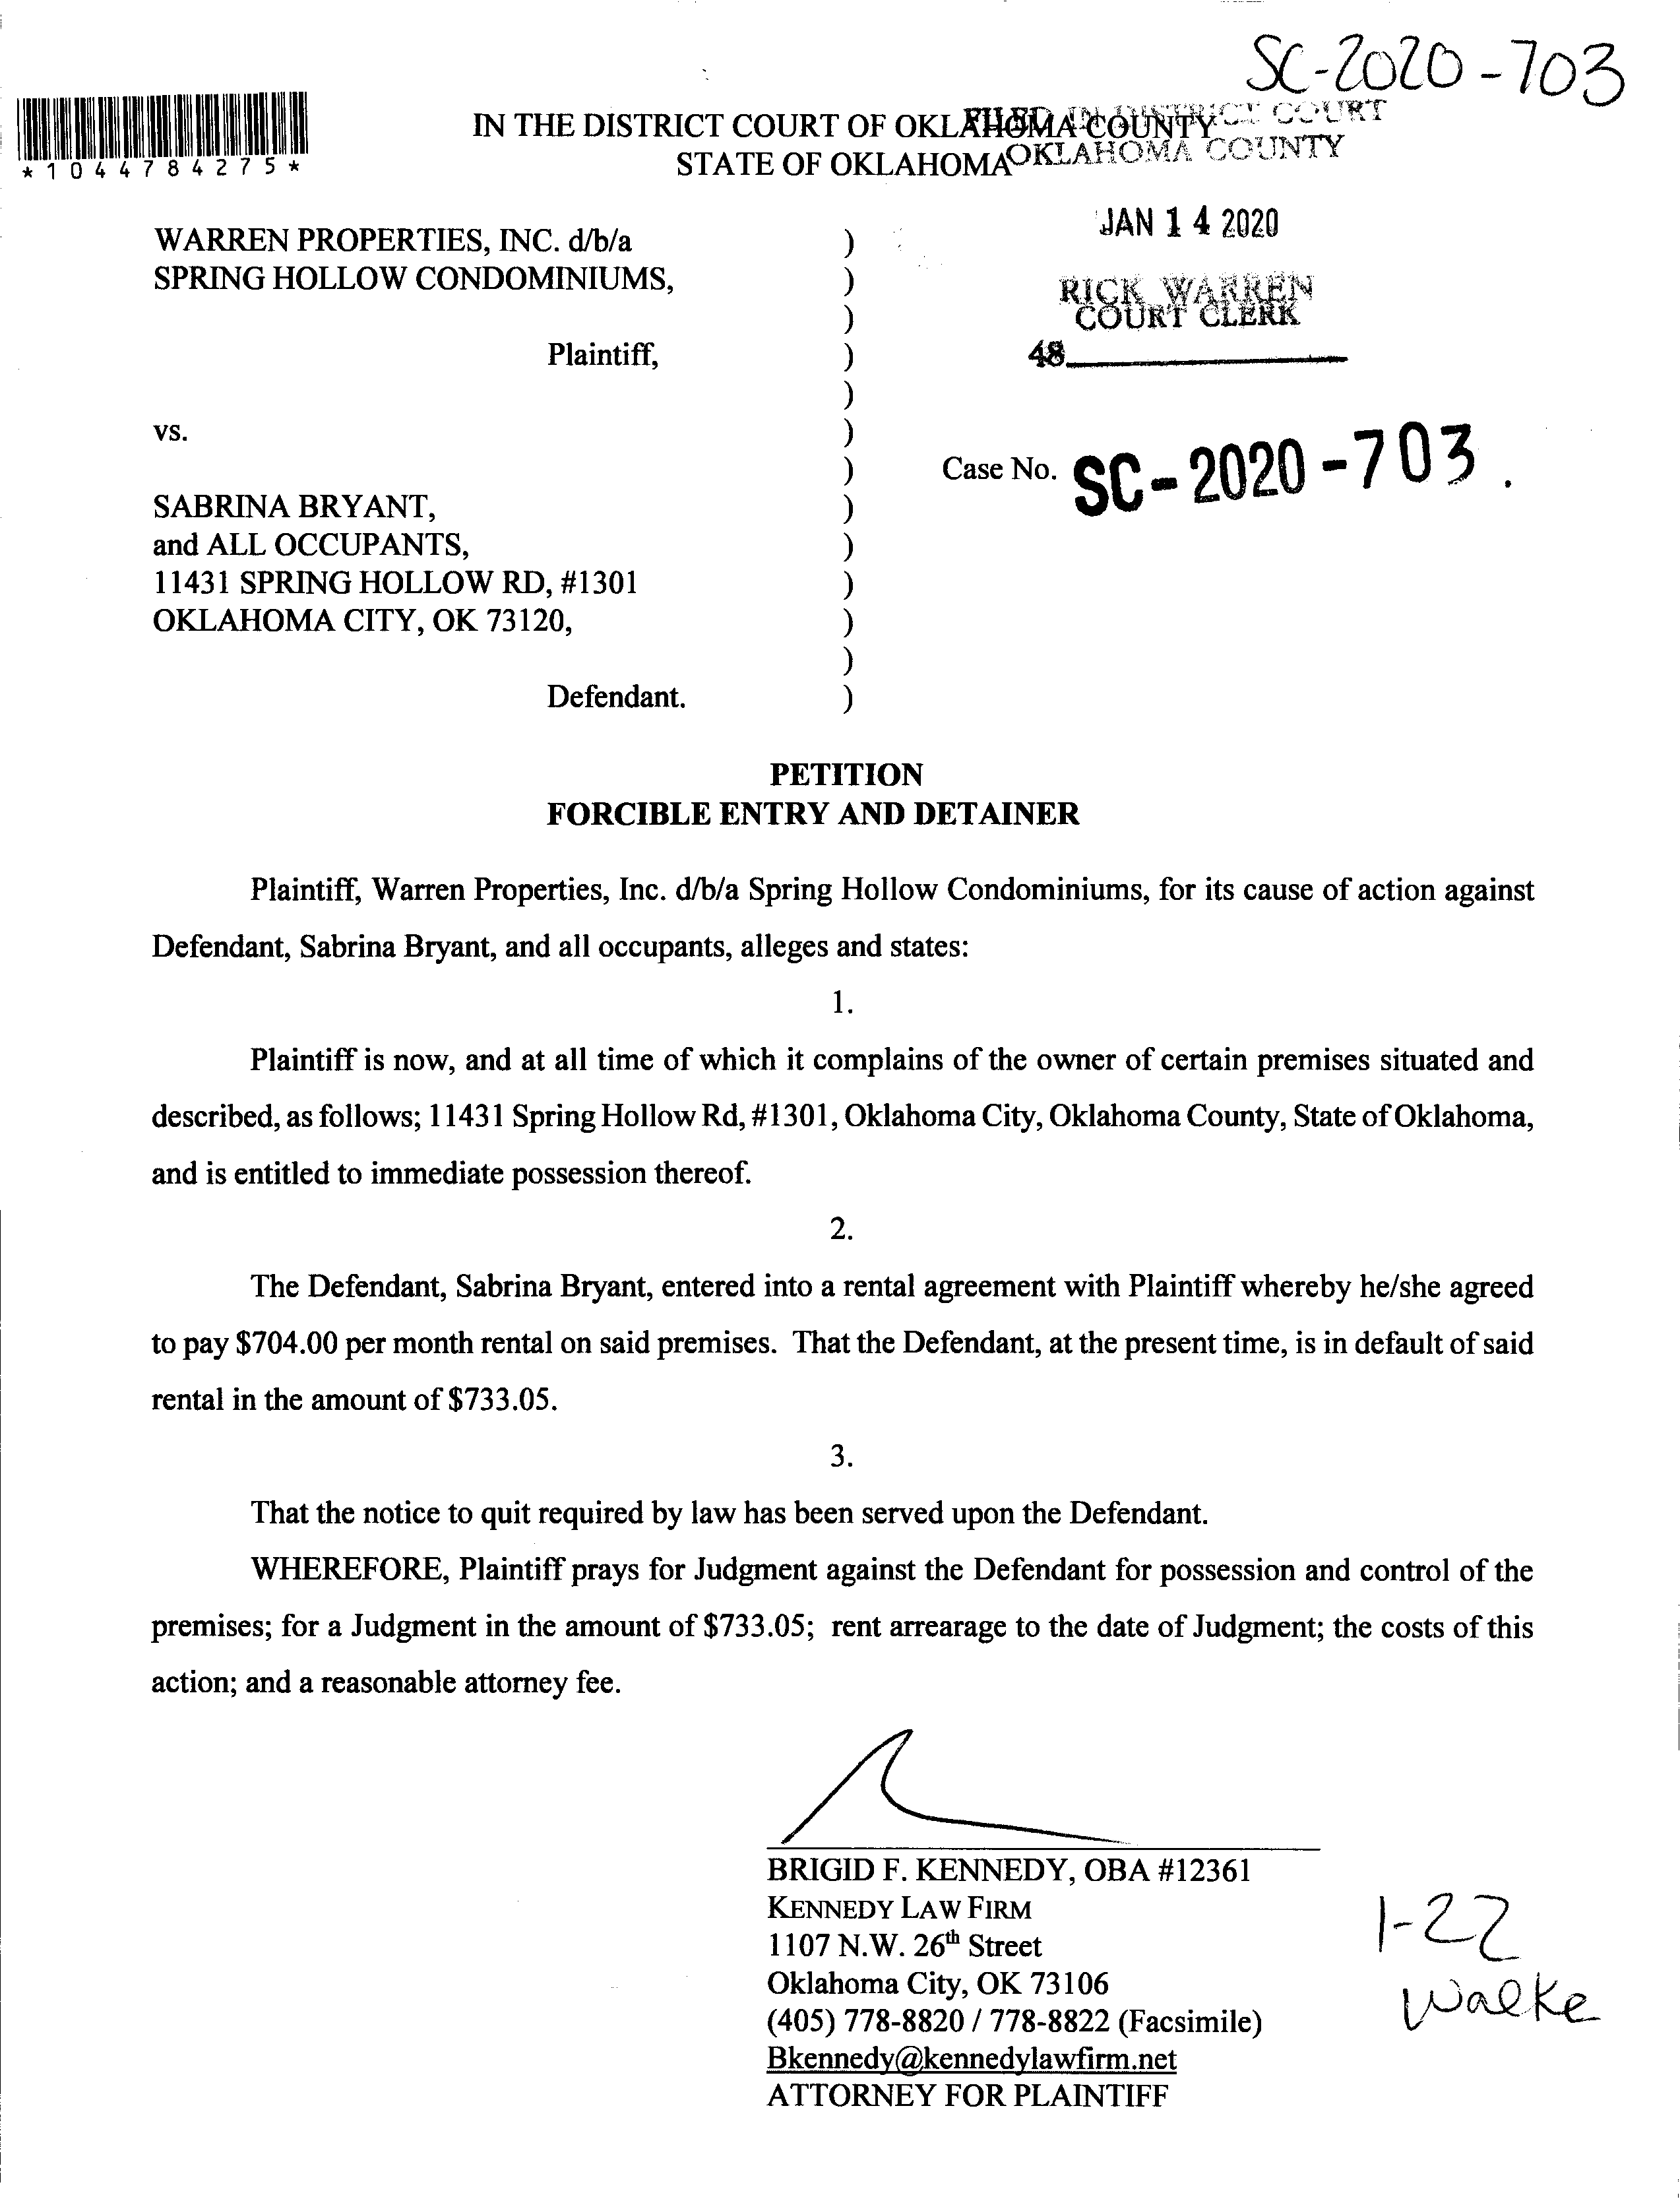 SC-2020-703
*1044784275*
IN THE DISTRICT COURT OF OKLAHOMA COUNTY
STATE OF OKLAHOMA
FILED IN DISTRICT COURT
OKLAHOMA COUNTY
JAN 14 2020
RICK WARREN
COURT CLERK
48
WARREN PROPERTIES, INC. d/b/a )
SPRING HOLLOW CONDOMINIUMS, )
)
Plaintiff, )
)
vs. )
) Case No. SC-2020-703.
SABRINA BRYANT, )
and ALL OCCUPANTS, )
11431 SPRING HOLLOW RD, #1301 )
OKLAHOMA CITY, OK 73120, )
)
Defendant. )
PETITION
FORCIBLE ENTRY AND DETAINER
Plaintiff, Warren Properties, Inc. d/b/a Spring Hollow Condominiums, for its cause of action against
Defendant, Sabrina Bryant, and all occupants, alleges and states:
1.
Plaintiff is now, and at all time of which it complains of the owner of certain premises situated and
described, as follows; 11431 Spring Hollow Rd, #1301, Oklahoma City, Oklahoma County, State of Oklahoma,
and is entitled to immediate possession thereof.
2.
The Defendant, Sabrina Bryant, entered into a rental agreement with Plaintiff whereby he/she agreed
to pay $704.00 per month rental on said premises. That the Defendant, at the present time, is in default of said
rental in the amount of $733.05.
3.
That the notice to quit required by law has been served upon the Defendant.
WHEREFORE, Plaintiff prays for Judgment against the Defendant for possession and control of the
premises; for a Judgment in the amount of $733.05; rent arrearage to the date of Judgment; the costs of this
action; and a reasonable attorney fee.
BRIGID F. KENNEDY, OBA #12361
KENNEDY LAW FIRM
1107 N.W. 26th Street
Oklahoma City, OK 73106
(405) 778-8820 / 778-8822 (Facsimile)
Bkennedy@kennedylawfirm.net
ATTORNEY FOR PLAINTIFF
1-22
Walke